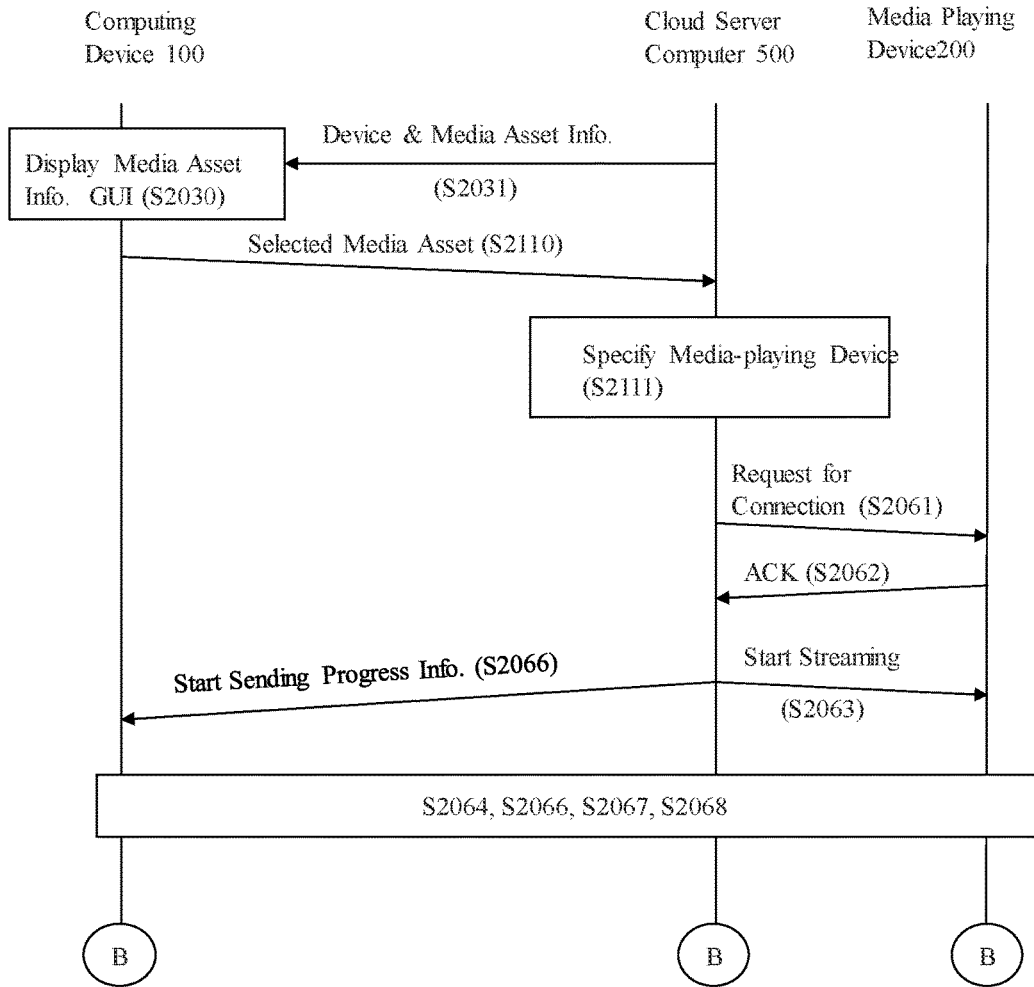 Computing
Device 100
Cloud Server
Computer 500
Media Playing
Device200
Device & Media Asset Info.
(S2031)
Display Media Asset
Info. GUI (S2030)
Selected Media Asset (S2110)
Specify Media-playing Device
(S2111)
Request for
Connection (S2061)
ACK (S2062)
Start Sending Progress Info. (S2066)
Start Streaming
(S2063)
S2064, S2066, S2067, S2068
B
B
B